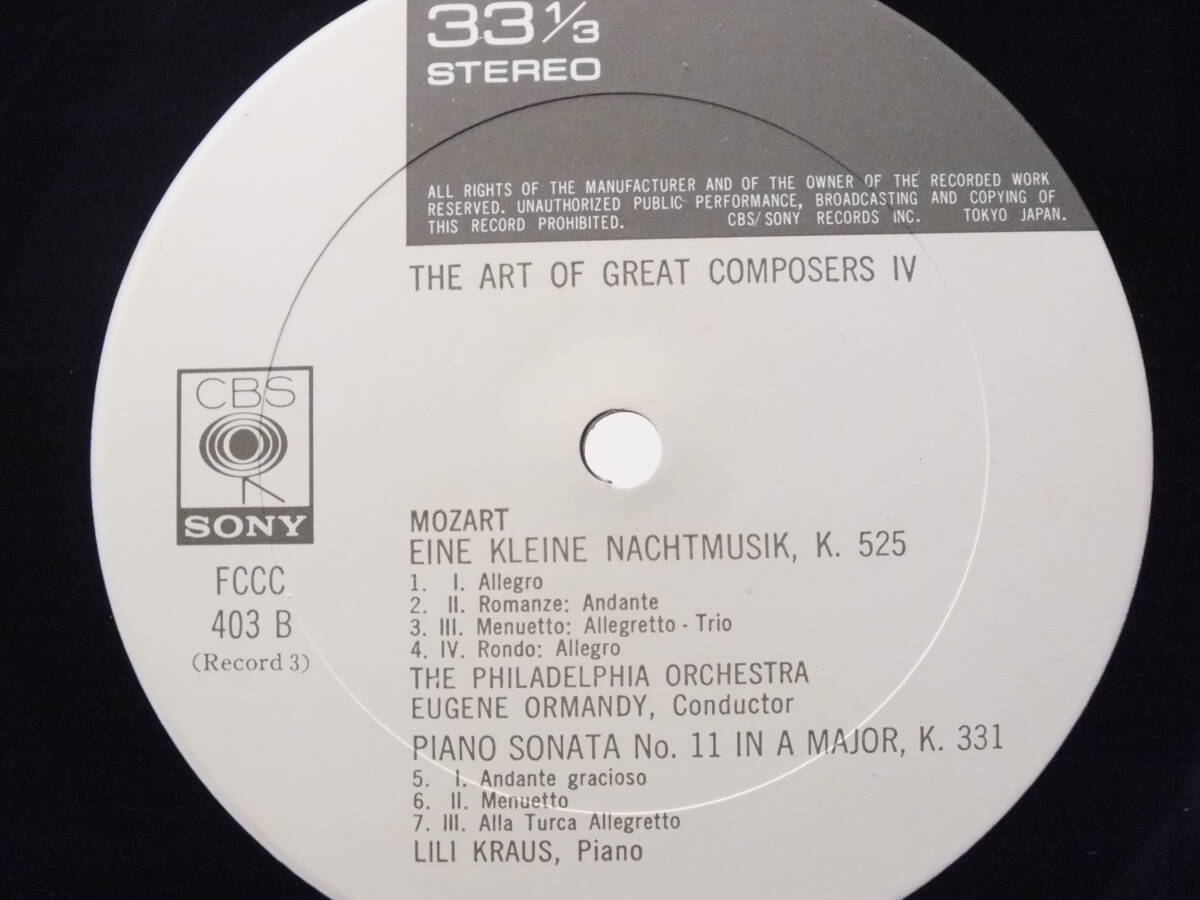 33 1/3
STEREO
ALL RIGHTS OF THE MANUFACTURER AND OF THE OWNER OF THE RECORDED WORK
RESERVED. UNAUTHORIZED PUBLIC PERFORMANCE, BROADCASTING AND COPYING OF
THIS RECORD PROHIBITED. CBS/SONY RECORDS INC. TOKYO JAPAN.
THE ART OF GREAT COMPOSERS IV
CBS
SONY
FCCC
403 B
(Record 3)
MOZART
EINE KLEINE NACHTMUSIK, K. 525
1. I. Allegro
2. II. Romanze: Andante
3. III. Menuetto: Allegretto - Trio
4. IV. Rondo: Allegro
THE PHILADELPHIA ORCHESTRA
EUGENE ORMANDY, Conductor
PIANO SONATA No. 11 IN A MAJOR, K. 331
5. I. Andante gracioso
6. II. Menuetto
7. III. Alla Turca Allegretto
LILI KRAUS, Piano